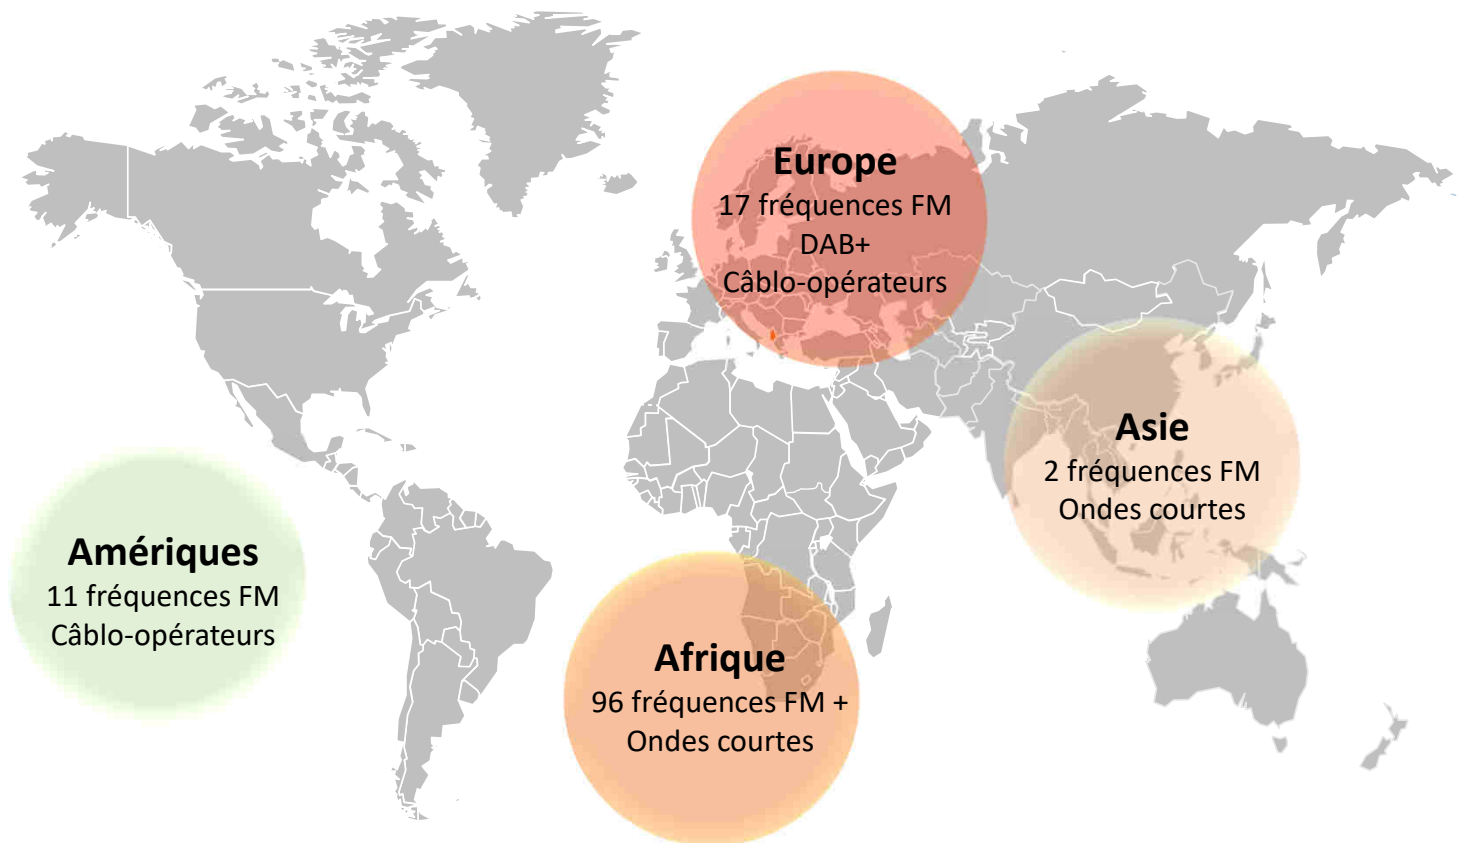 Europe
17 fréquences FM
DAB+
Câblo-opérateurs
Asie
2 fréquences FM
Ondes courtes
Amériques
11 fréquences FM
Câblo-opérateurs
Afrique
96 fréquences FM +
Ondes courtes